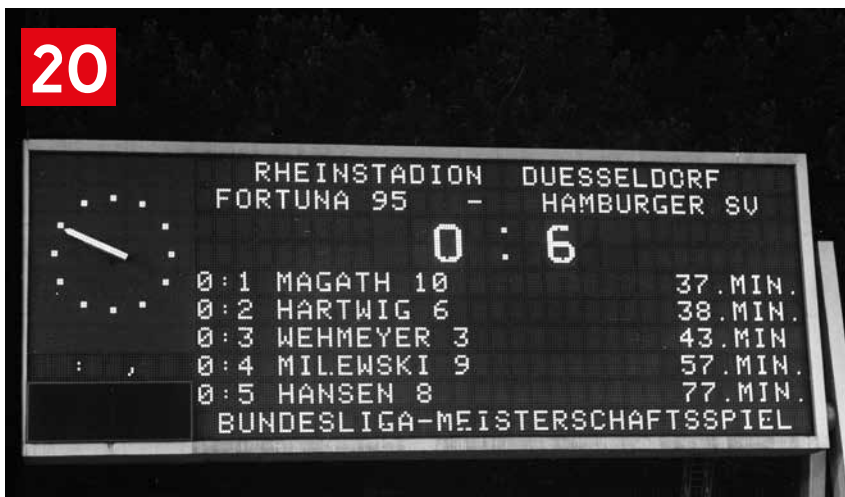 20
RHEINSTADION DUESSELDORF
FORTUNA 95 - HAMBURGER SV
0 : 6
0:1 MAGATH 10 37.MIN.
0:2 HARTWIG 6 38.MIN.
0:3 WEHMEYER 3 43.MIN
0:4 MILEWSKI 9 57.MIN.
0:5 HANSEN 8 77.MIN.
: ,
BUNDESLIGA-MEISTERSCHAFTSSPIEL